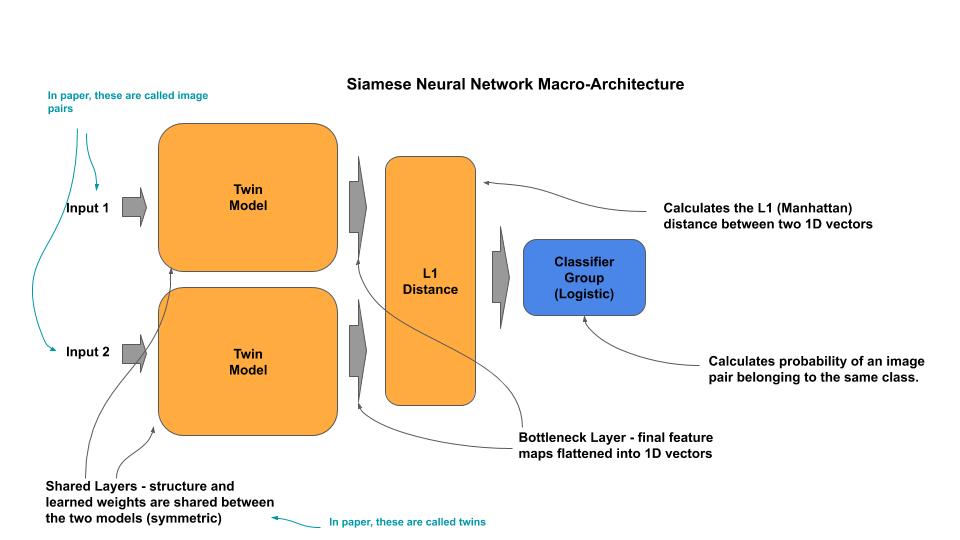 Siamese Neural Network Macro-Architecture
In paper, these are called image
pairs
Input 1
Twin
Model
Calculates the L1 (Manhattan)
distance between two 1D vectors
L1
Distance
Classifier
Group
(Logistic)
Input 2
Twin
Model
Calculates probability of an image
pair belonging to the same class.
Bottleneck Layer - final feature
maps flattened into 1D vectors
Shared Layers - structure and
learned weights are shared between
the two models (symmetric)
In paper, these are called twins